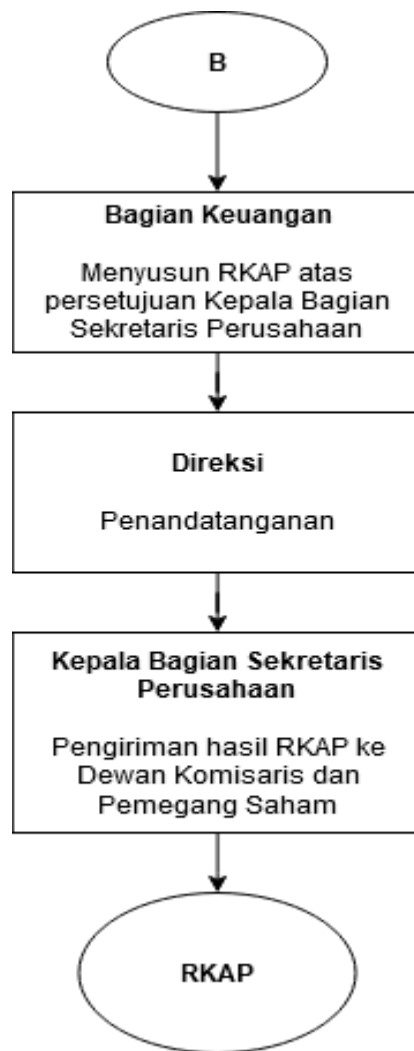 B
Bagian Keuangan
Menyusun RKAP atas
persetujuan Kepala Bagian
Sekretaris Perusahaan
Direksi
Penandatanganan
Kepala Bagian Sekretaris
Perusahaan
Pengiriman hasil RKAP ke
Dewan Komisaris dan
Pemegang Saham
RKAP